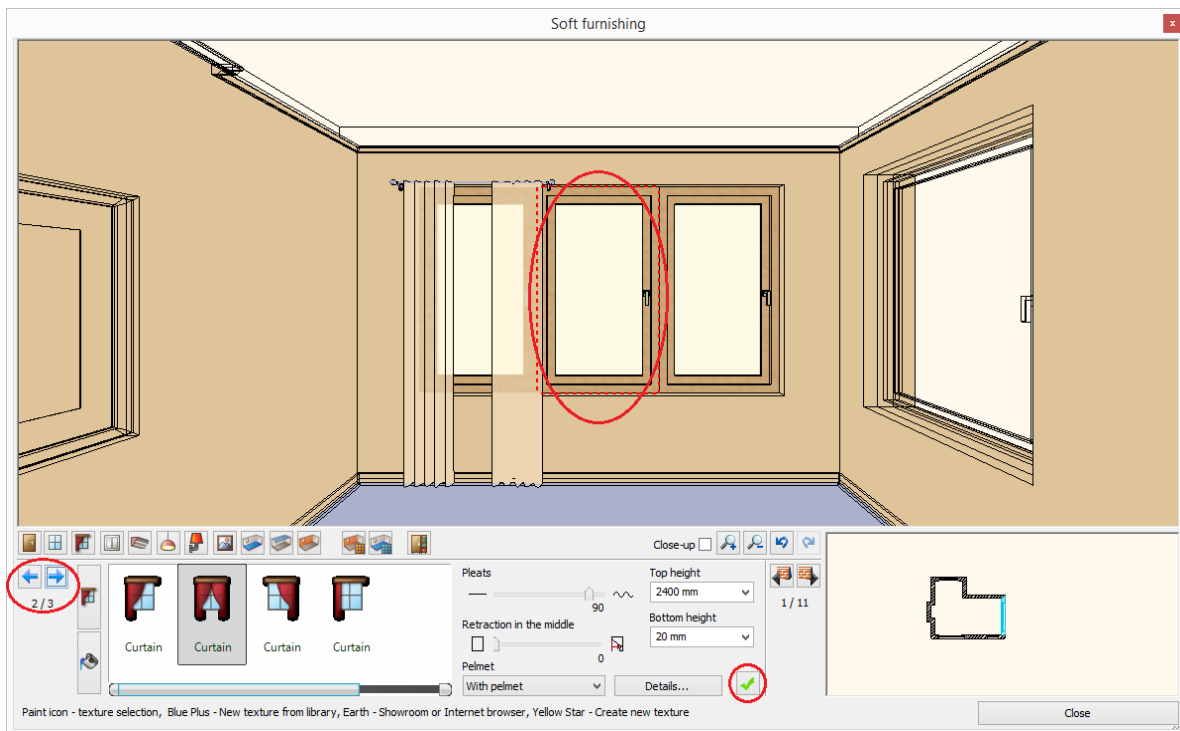 Soft furnishing
x
Close-up
2 / 3
Curtain
Curtain
Curtain
Curtain
Pleats
90
Retraction in the middle
0
Pelmet
With pelmet
Top height
2400 mm
Bottom height
20 mm
Details...
1 / 11
Paint icon - texture selection, Blue Plus - New texture from library, Earth - Showroom or Internet browser, Yellow Star - Create new texture
Close